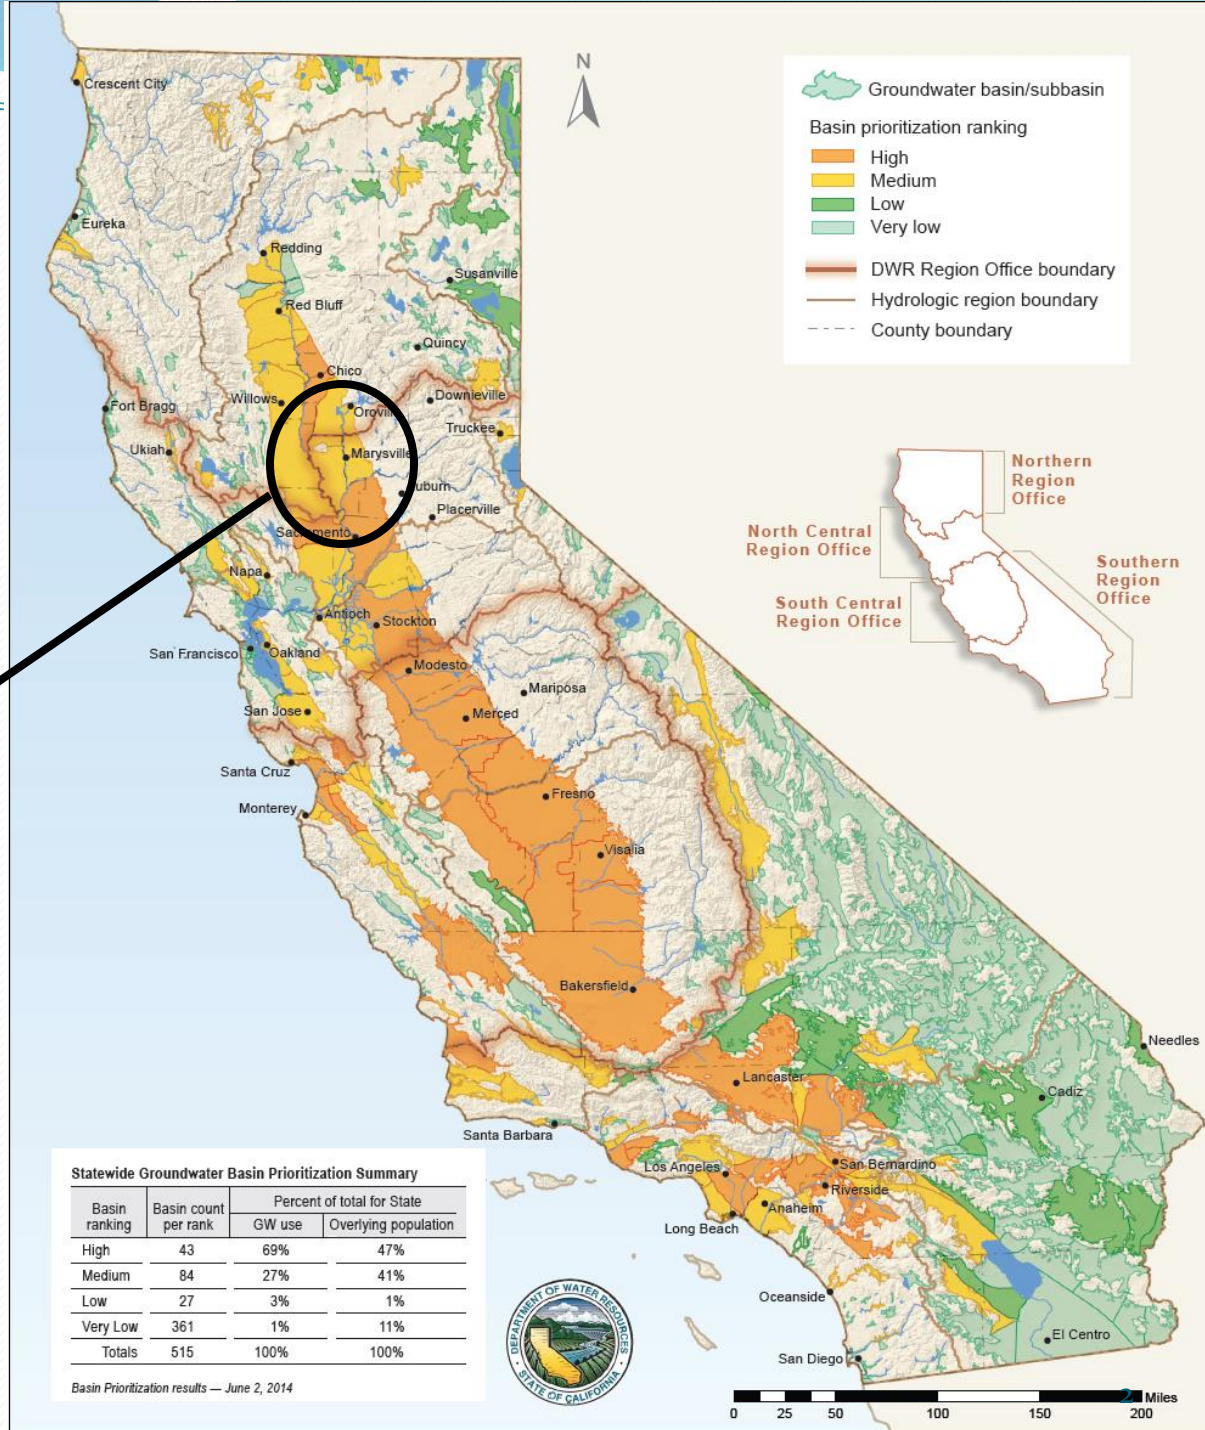 N
Groundwater basin/subbasin
Basin prioritization ranking
High
Medium
Low
Very low
DWR Region Office boundary
Hydrologic region boundary
County boundary
Crescent City
Eureka
Redding
Susanville
Red Bluff
Quincy
Chico
Willows
Downieville
Fort Bragg
Truckee
Ukiah
Marysville
Placerville
Sacramento
Napa
Antioch
Stockton
San Francisco
Oakland
Modesto
Mariposa
San Jose
Merced
Santa Cruz
Fresno
Monterey
Visalia
Bakersfield
Needles
Lancaster
Cadiz
Santa Barbara
San Bernardino
Los Angeles
Riverside
Anaheim
Long Beach
Oceanside
El Centro
San Diego
Northern
Region
Office
North Central
Region Office
Southern
Region
Office
South Central
Region Office
Statewide Groundwater Basin Prioritization Summary
Basin ranking Basin count per rank Percent of total for State
GW use Overlying population
High 43 69% 47%
Medium 84 27% 41%
Low 27 3% 1%
Very Low 361 1% 11%
Totals 515 100% 100%
Basin Prioritization results — June 2, 2014
DEPARTMENT OF WATER RESOURCES
STATE OF CALIFORNIA
2 Miles
0 25 50 100 150 200